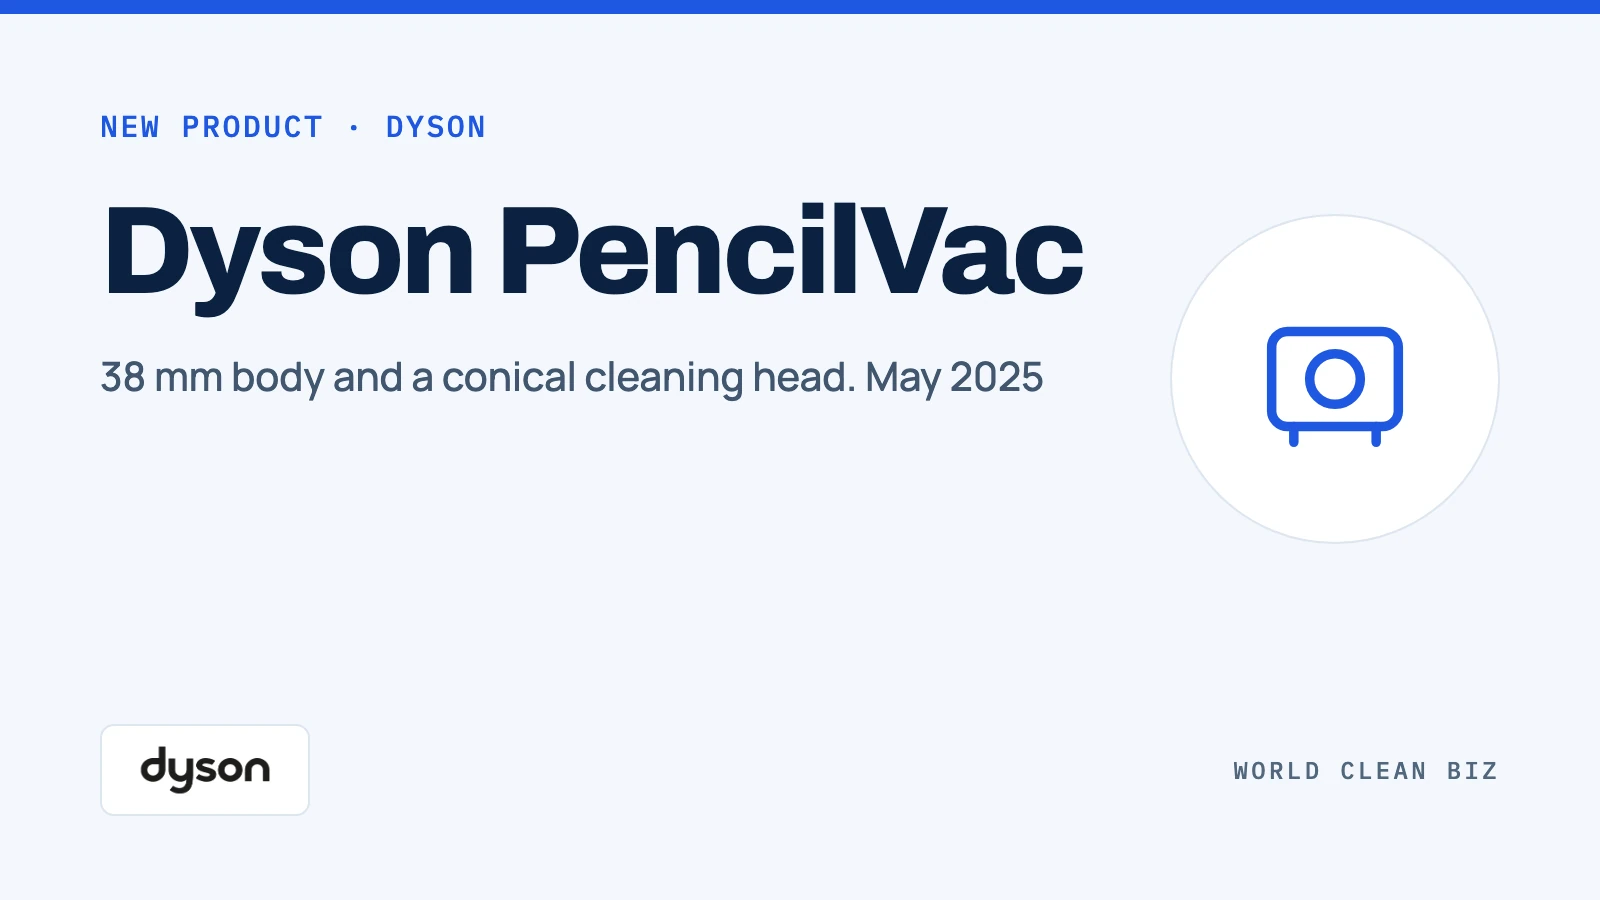 NEW PRODUCT · DYSON
Dyson PencilVac
38 mm body and a conical cleaning head. May 2025
dyson
WORLD CLEAN BIZ